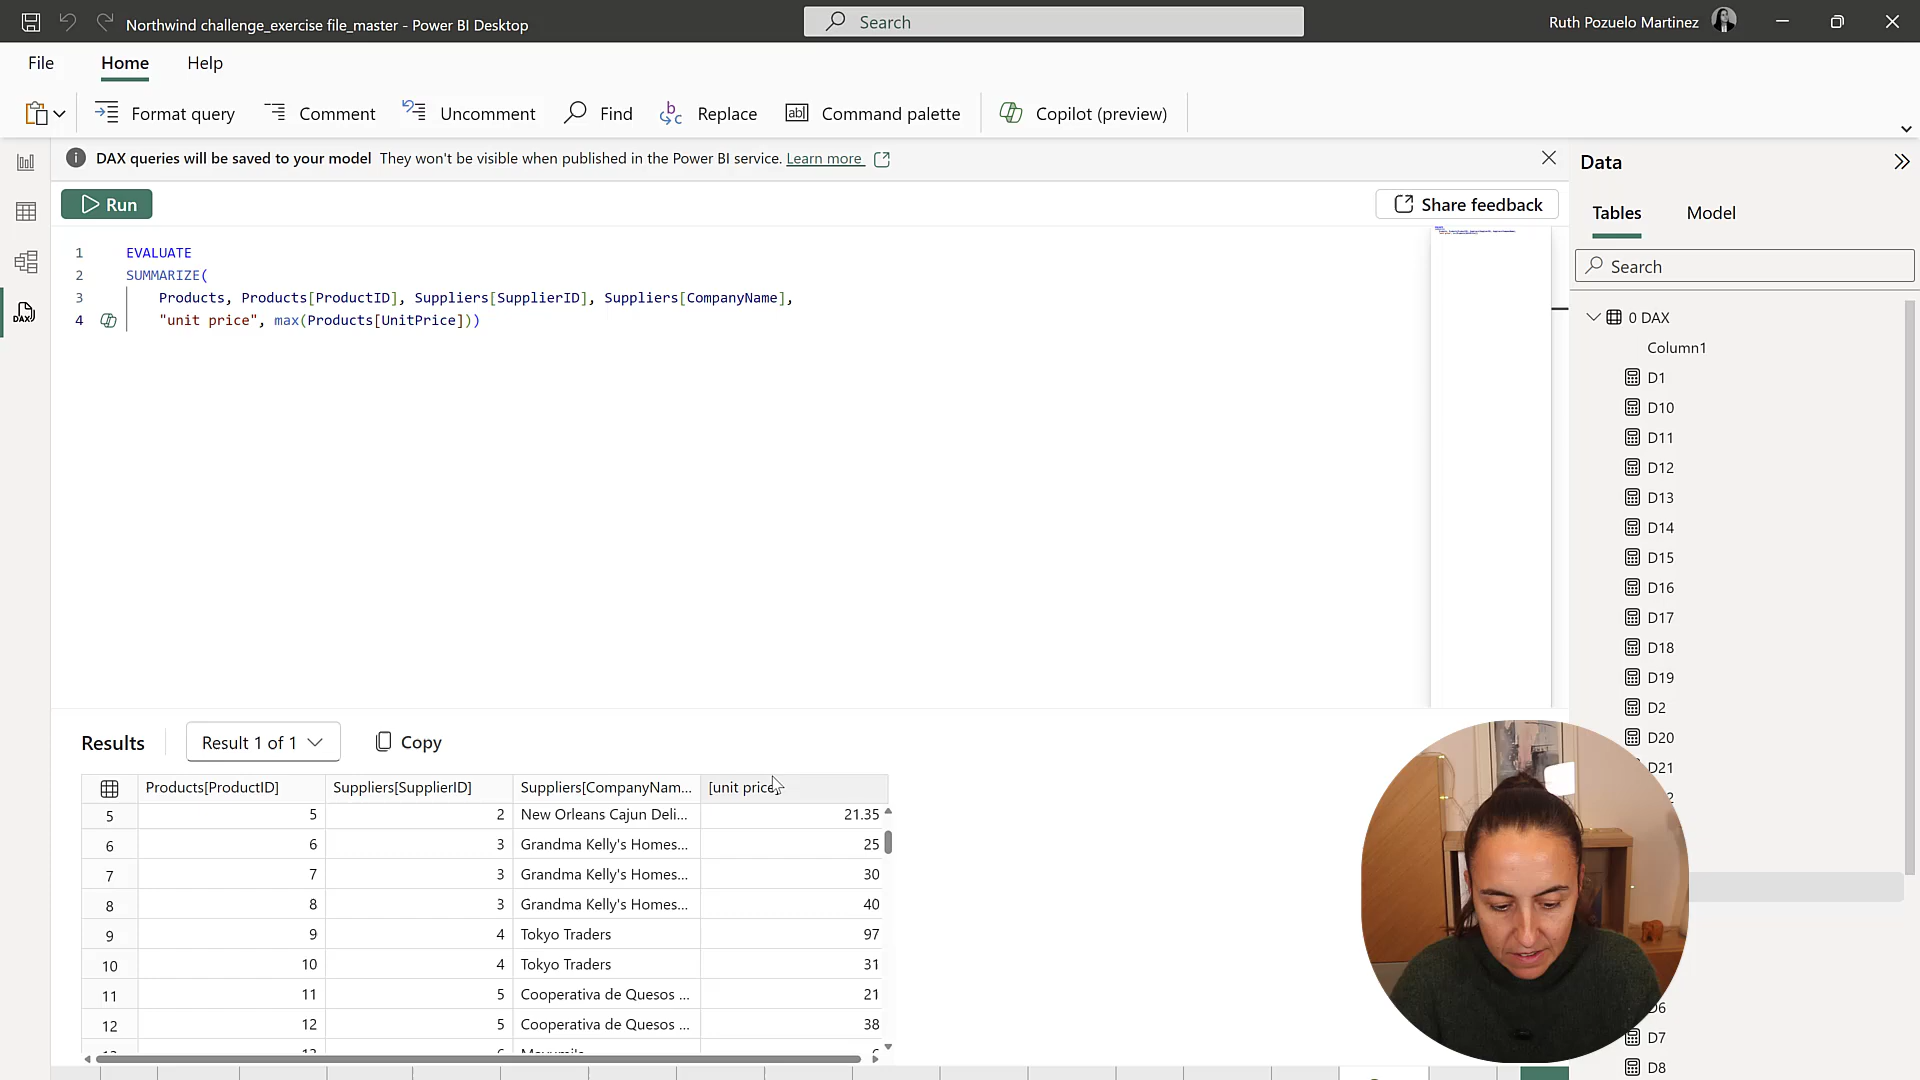 Northwind challenge_exercise file_master - Power BI Desktop
Search
Ruth Pozuelo Martinez
File
Home
Help
Format query
Comment
Uncomment
Find
Replace
Command palette
Copilot (preview)
DAX queries will be saved to your model They won't be visible when published in the Power BI service. Learn more
Run
Share feedback
1 EVALUATE
2 SUMMARIZE(
3 Products, Products[ProductID], Suppliers[SupplierID], Suppliers[CompanyName],
4 "unit price", max(Products[UnitPrice]))
Results
Result 1 of 1
Copy
Products[ProductID] Suppliers[SupplierID] Suppliers[CompanyNam... [unit price]
5 5 2 New Orleans Cajun Deli... 21.35
6 6 3 Grandma Kelly's Homes... 25
7 7 3 Grandma Kelly's Homes... 30
8 8 3 Grandma Kelly's Homes... 40
9 9 4 Tokyo Traders 97
10 10 4 Tokyo Traders 31
11 11 5 Cooperativa de Quesos ... 21
12 12 5 Cooperativa de Quesos ... 38
Data
Tables
Model
Search
0 DAX
Column1
D1
D10
D11
D12
D13
D14
D15
D16
D17
D18
D19
D2
D20
D21
D6
D7
D8